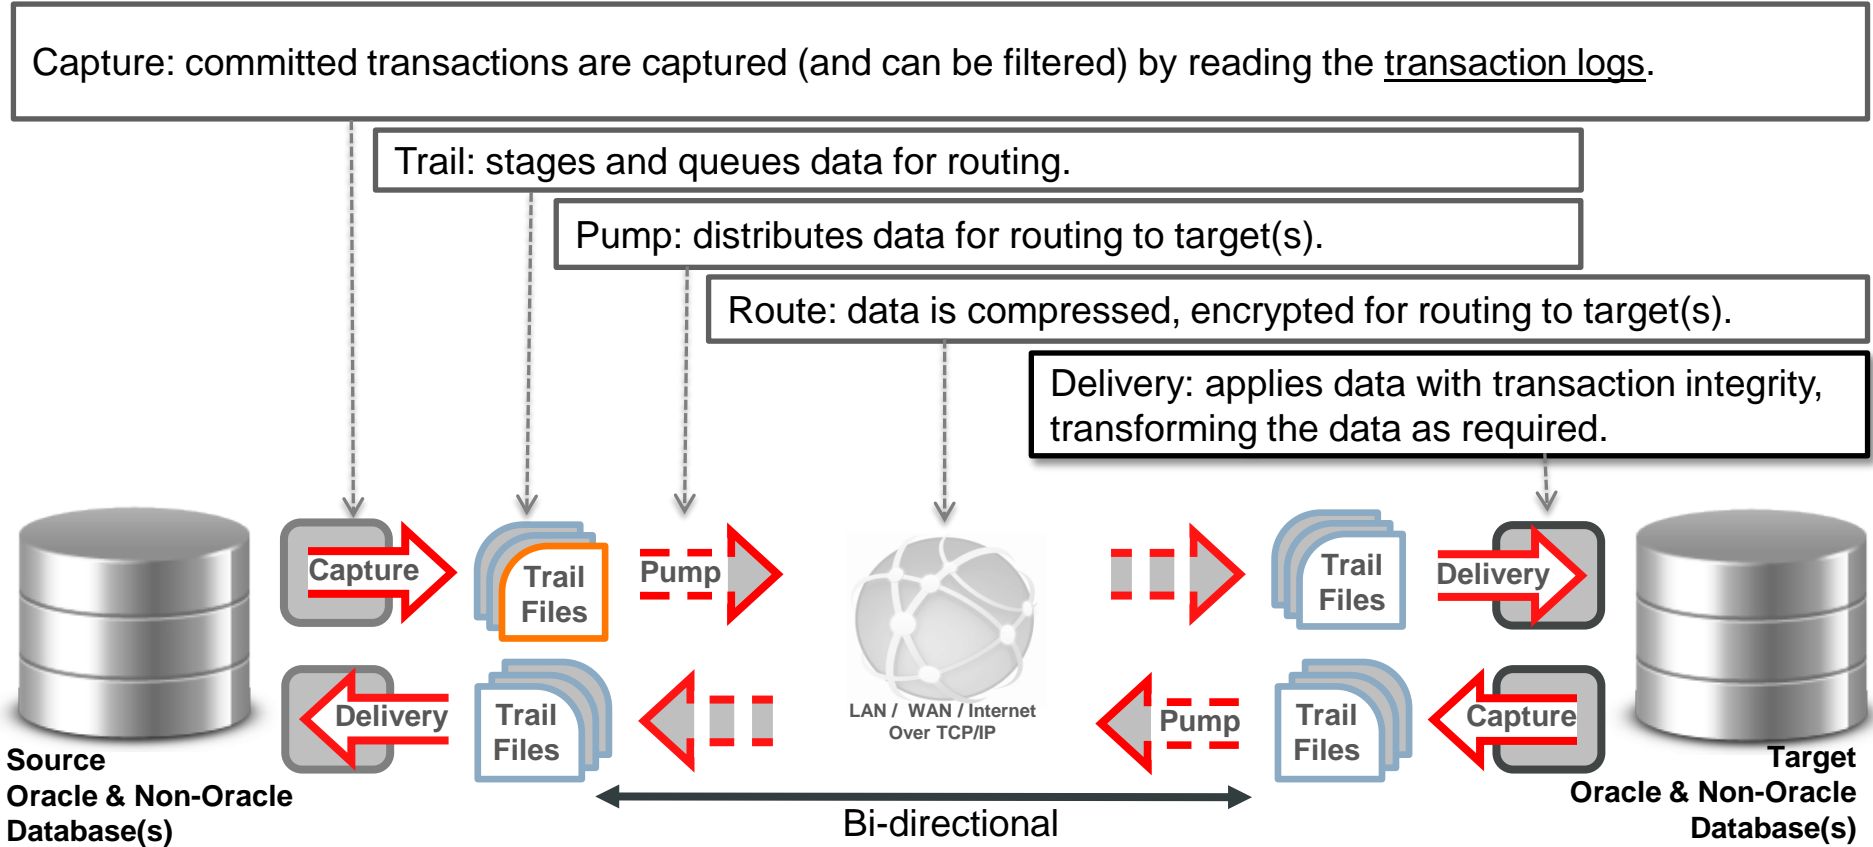 Capture: committed transactions are captured (and can be filtered) by reading the transaction logs.
Trail: stages and queues data for routing.
Pump: distributes data for routing to target(s).
Route: data is compressed, encrypted for routing to target(s).
Delivery: applies data with transaction integrity,
transforming the data as required.
Capture
Trail
Files
Pump
Trail
Files
Delivery
LAN / WAN / Internet
Over TCP/IP
Delivery
Trail
Files
Pump
Trail
Files
Capture
Source
Oracle & Non-Oracle
Database(s)
Bi-directional
Target
Oracle & Non-Oracle
Database(s)